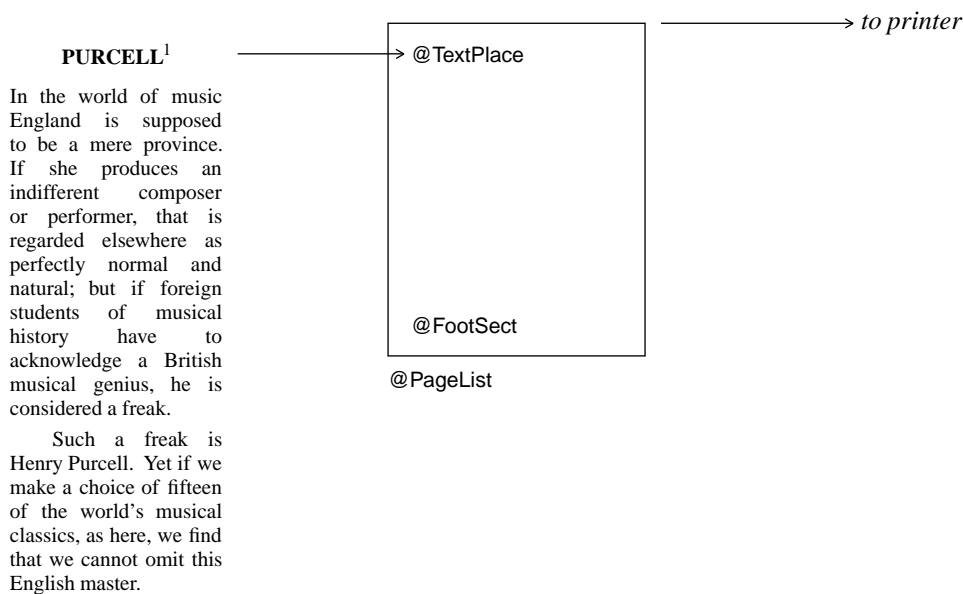 PURCELL1
In the world of music
England is supposed
to be a mere province.
If she produces an
indifferent composer
or performer, that is
regarded elsewhere as
perfectly normal and
natural; but if foreign
students of musical
history have to
acknowledge a British
musical genius, he is
considered a freak.
Such a freak is
Henry Purcell. Yet if we
make a choice of fifteen
of the world's musical
classics, as here, we find
that we cannot omit this
English master.
@TextPlace
@FootSect
@PageList
to printer